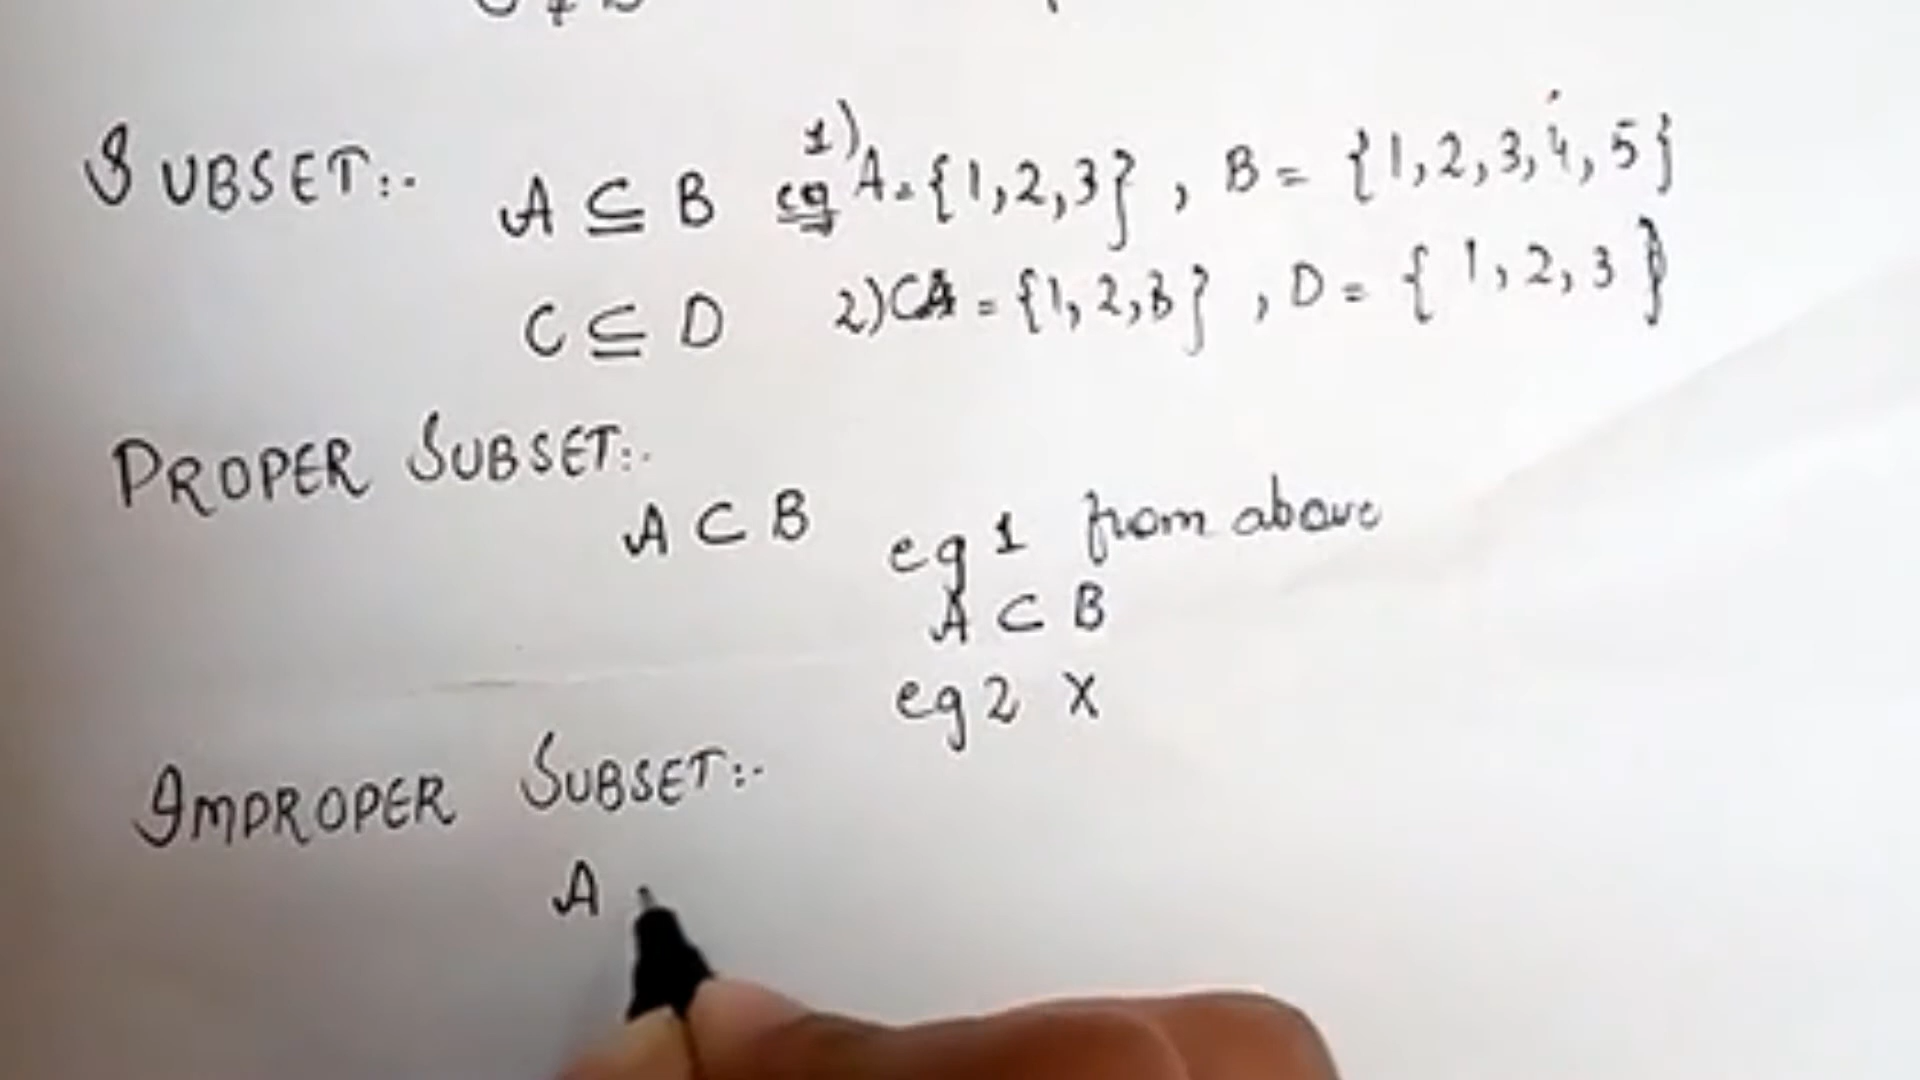 SUBSET:- A ⊆ B eg 1) A = {1,2,3} , B = {1,2,3,4,5}
C ⊆ D 2) C = {1,2,3} , D = {1,2,3}
PROPER SUBSET:-
A ⊂ B eg 1 from above
A ⊂ B
eg 2 X
IMPROPER SUBSET:-
A